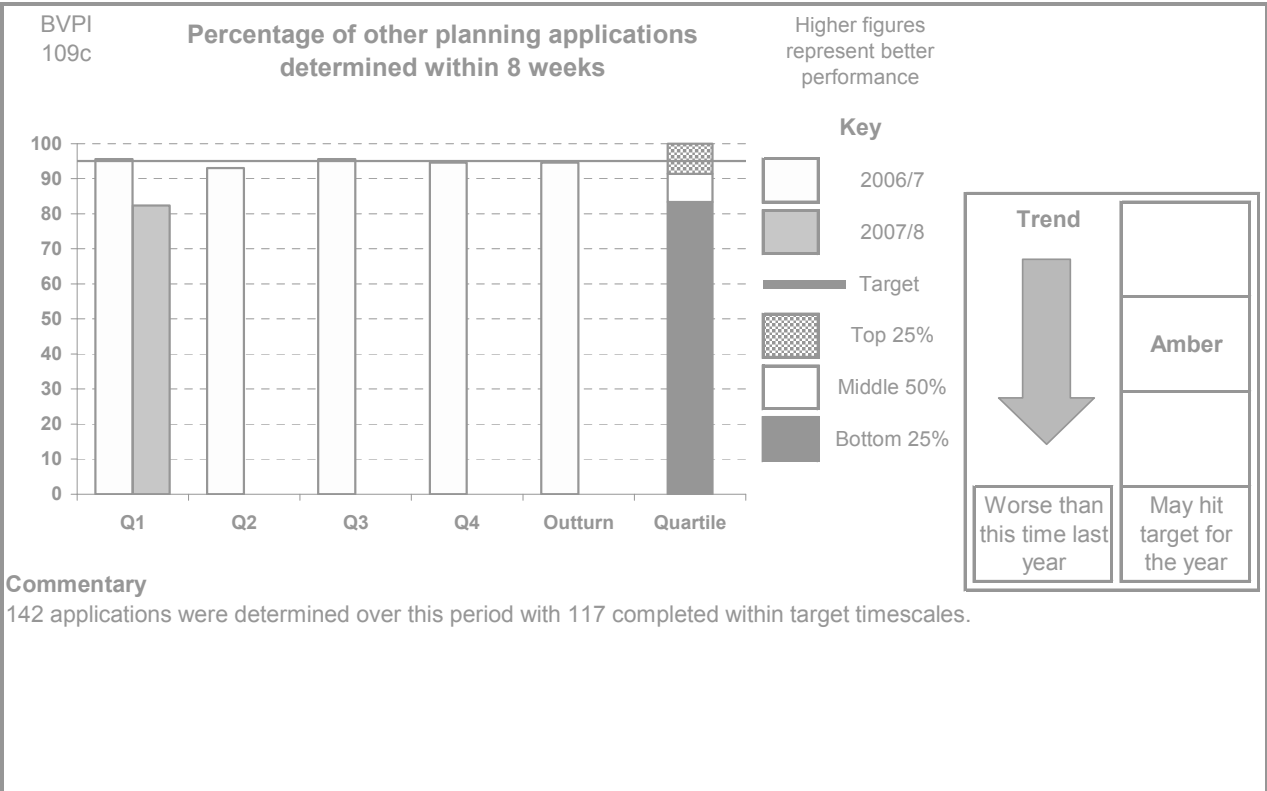 BVPI
109c
Percentage of other planning applications
determined within 8 weeks
Higher figures
represent better
performance
Key
2006/7
2007/8
Target
Top 25%
Middle 50%
Bottom 25%
100
90
80
70
60
50
40
30
20
10
0
Q1 Q2 Q3 Q4 Outturn Quartile
Trend
Amber
Worse than
this time last
year
May hit
target for
the year
Commentary
142 applications were determined over this period with 117 completed within target timescales.